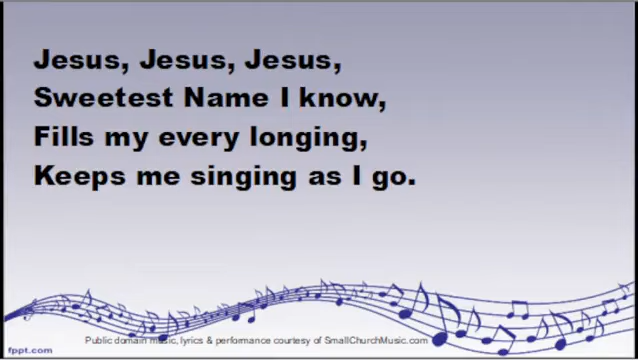 Jesus, Jesus, Jesus,
Sweetest Name I know,
Fills my every longing,
Keeps me singing as I go.
Public domain music, lyrics & performance courtesy of SmallChurchMusic.com
fppt.com